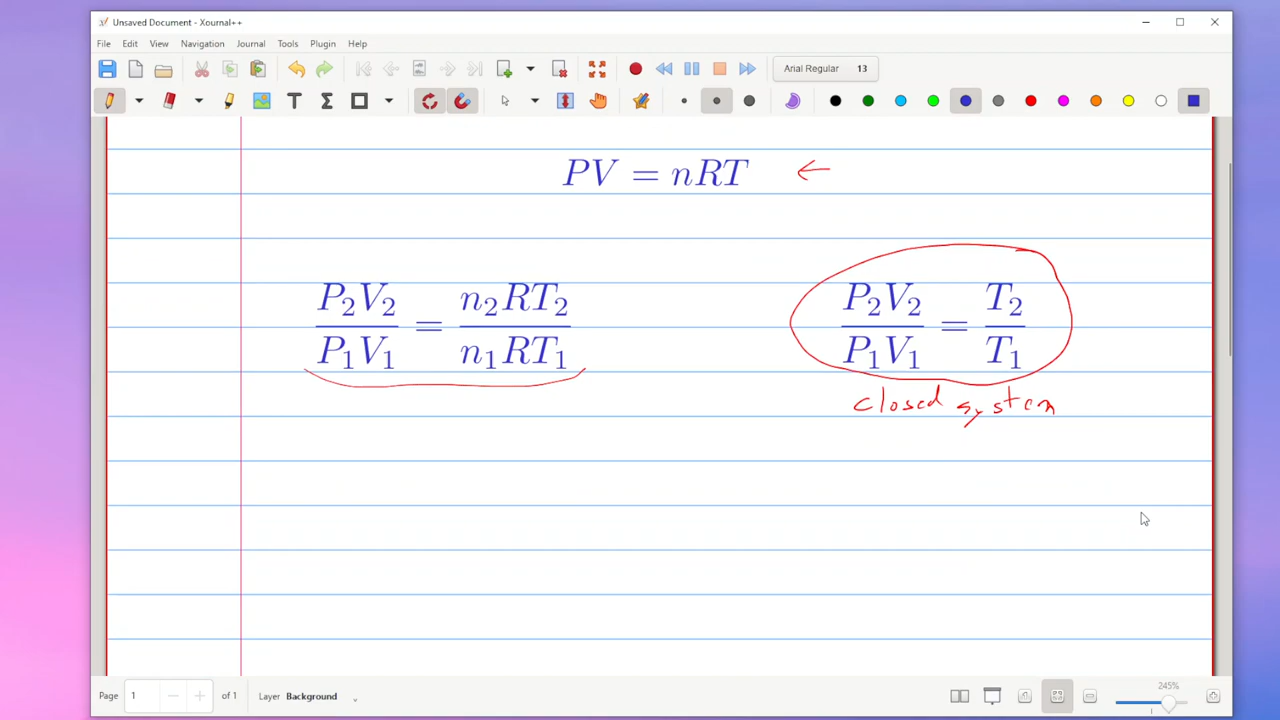 Unsaved Document - Xournal++
File Edit View Navigation Journal Tools Plugin Help
Arial Regular 13
PV = nRT ←
P₂V₂/P₁V₁ = n₂RT₂/n₁RT₁
P₂V₂/P₁V₁ = T₂/T₁
closed system
Page 1 of 1 Layer Background 245%